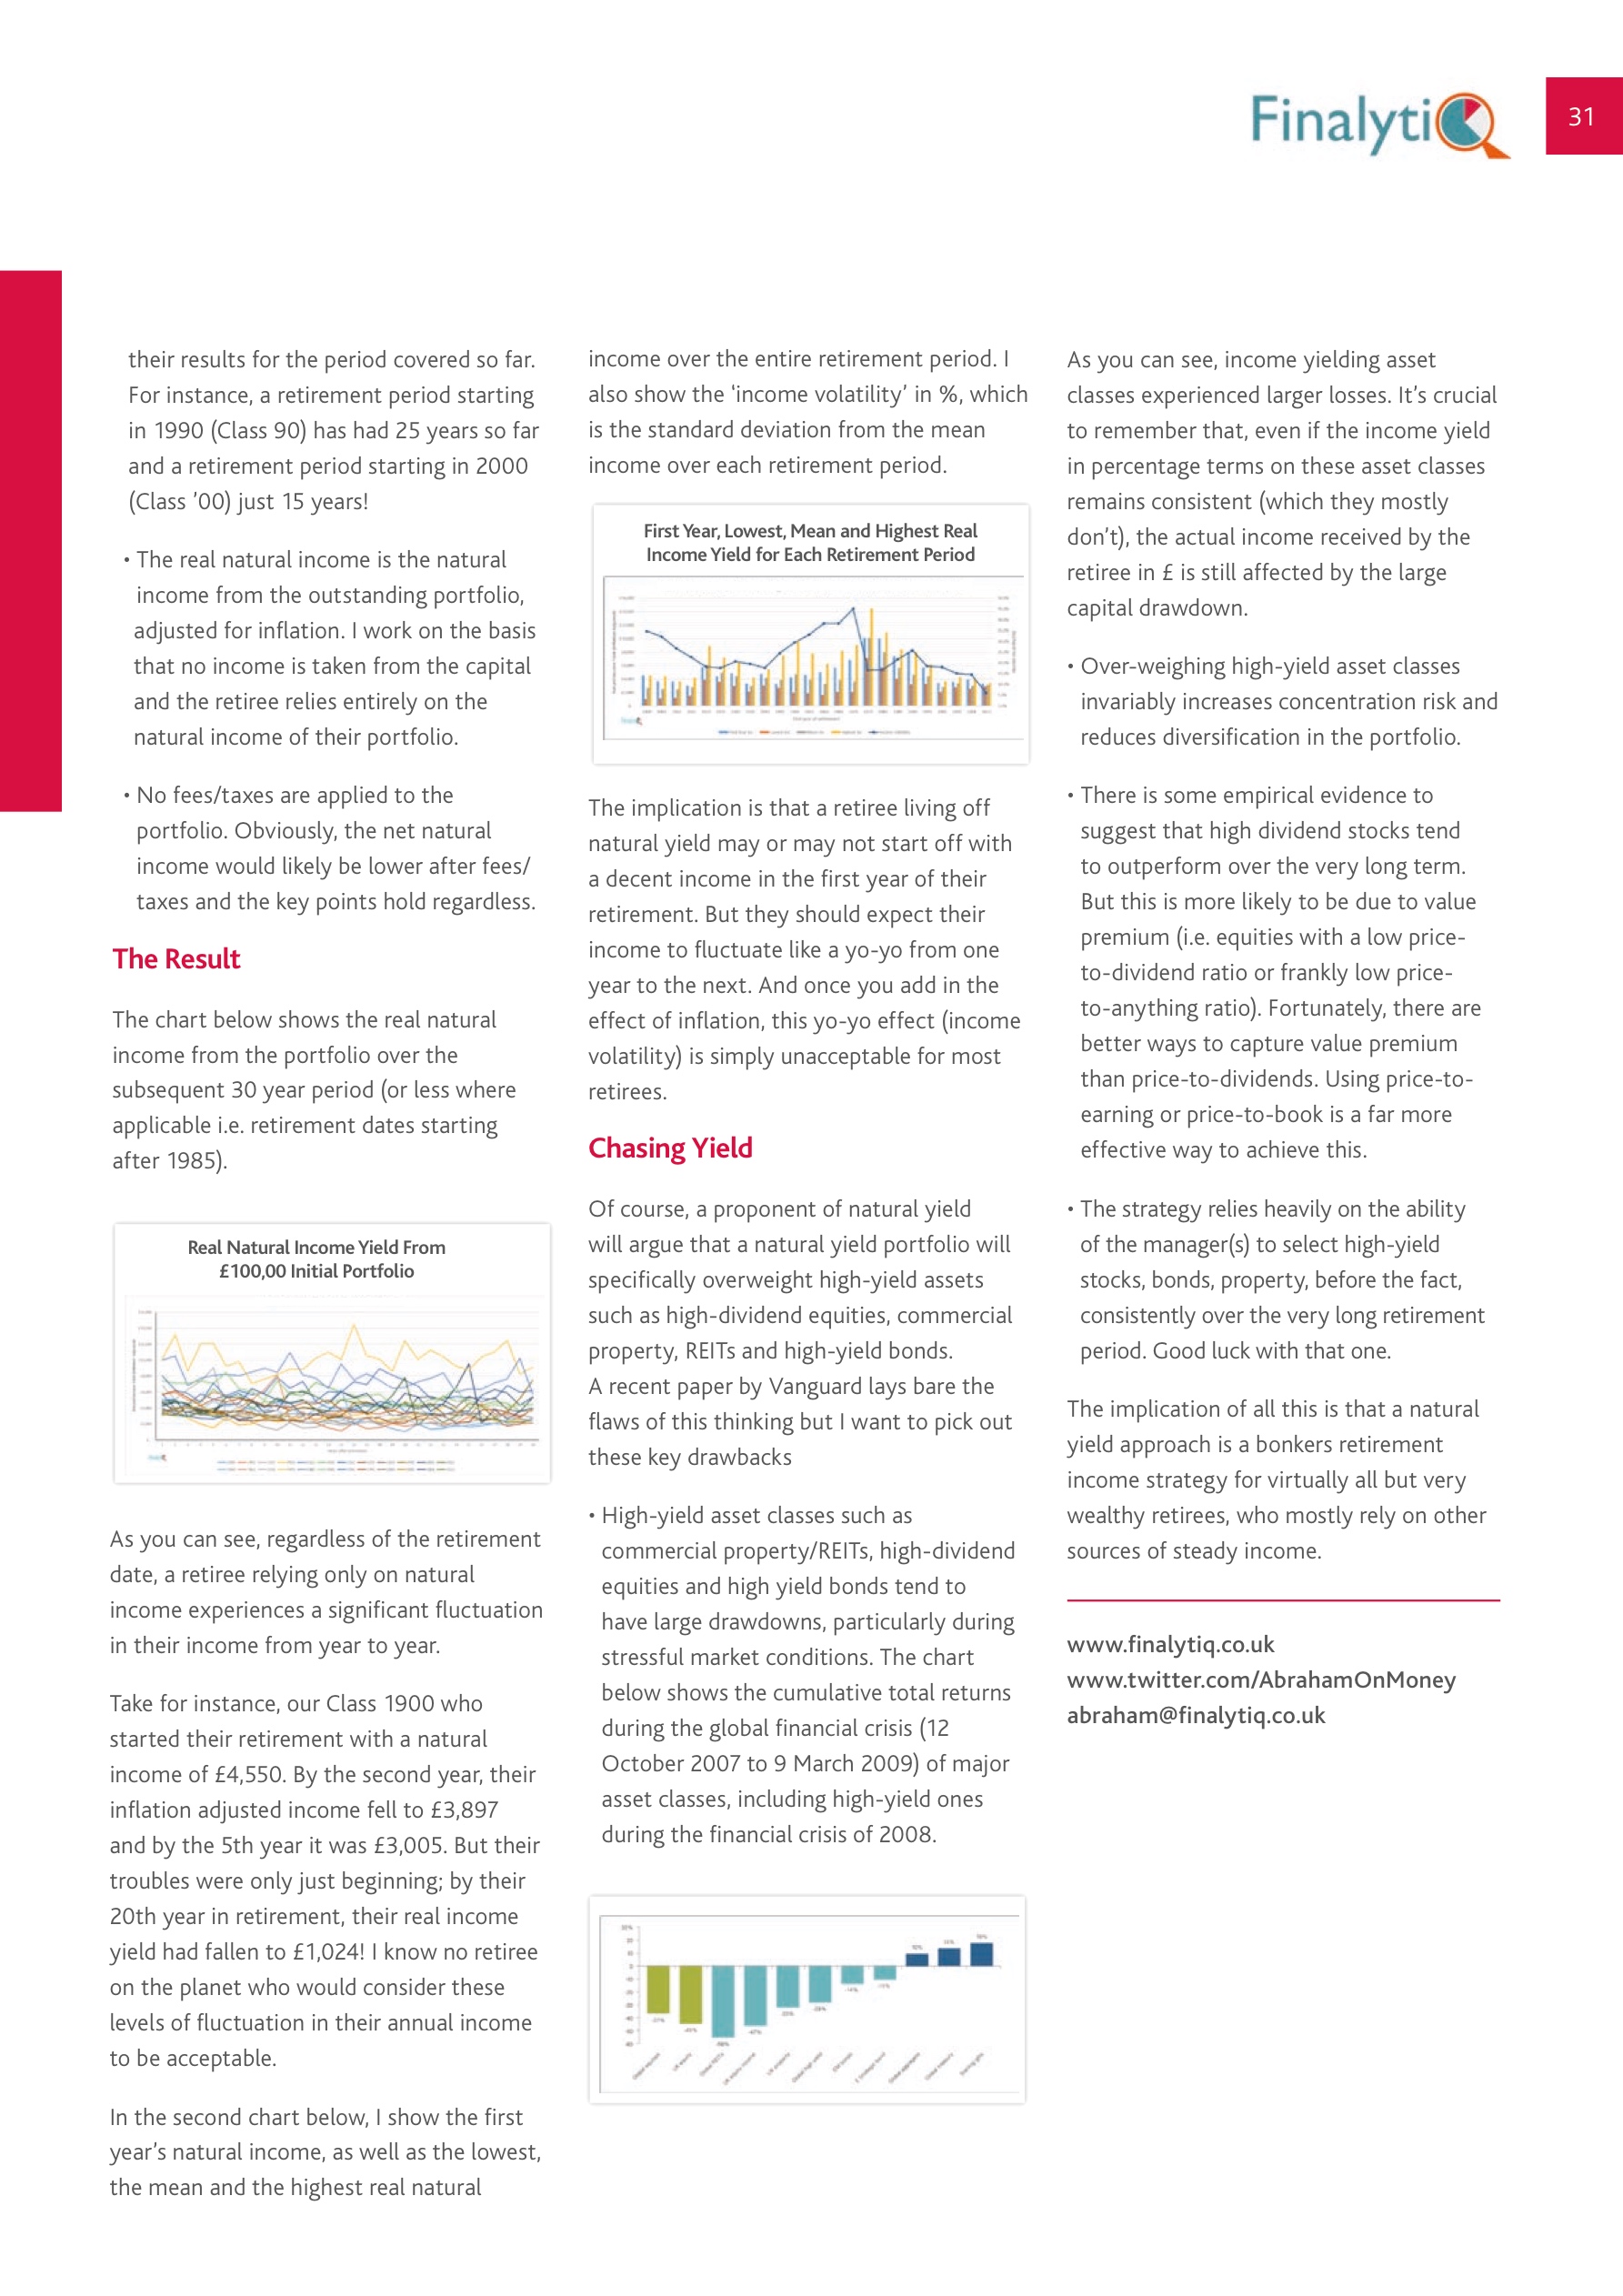 FinalytiQ
31
their results for the period covered so far.
For instance, a retirement period starting
in 1990 (Class 90) has had 25 years so far
and a retirement period starting in 2000
(Class ’00) just 15 years!
• The real natural income is the natural
income from the outstanding portfolio,
adjusted for inflation. I work on the basis
that no income is taken from the capital
and the retiree relies entirely on the
natural income of their portfolio.
• No fees/taxes are applied to the
portfolio. Obviously, the net natural
income would likely be lower after fees/
taxes and the key points hold regardless.
The Result
The chart below shows the real natural
income from the portfolio over the
subsequent 30 year period (or less where
applicable i.e. retirement dates starting
after 1985).
Real Natural Income Yield From
£100,00 Initial Portfolio
As you can see, regardless of the retirement
date, a retiree relying only on natural
income experiences a significant fluctuation
in their income from year to year.
Take for instance, our Class 1900 who
started their retirement with a natural
income of £4,550. By the second year, their
inflation adjusted income fell to £3,897
and by the 5th year it was £3,005. But their
troubles were only just beginning; by their
20th year in retirement, their real income
yield had fallen to £1,024! I know no retiree
on the planet who would consider these
levels of fluctuation in their annual income
to be acceptable.
In the second chart below, I show the first
year’s natural income, as well as the lowest,
the mean and the highest real natural
income over the entire retirement period. I
also show the ‘income volatility’ in %, which
is the standard deviation from the mean
income over each retirement period.
First Year, Lowest, Mean and Highest Real
Income Yield for Each Retirement Period
The implication is that a retiree living off
natural yield may or may not start off with
a decent income in the first year of their
retirement. But they should expect their
income to fluctuate like a yo-yo from one
year to the next. And once you add in the
effect of inflation, this yo-yo effect (income
volatility) is simply unacceptable for most
retirees.
Chasing Yield
Of course, a proponent of natural yield
will argue that a natural yield portfolio will
specifically overweight high-yield assets
such as high-dividend equities, commercial
property, REITs and high-yield bonds.
A recent paper by Vanguard lays bare the
flaws of this thinking but I want to pick out
these key drawbacks
• High-yield asset classes such as
commercial property/REITs, high-dividend
equities and high yield bonds tend to
have large drawdowns, particularly during
stressful market conditions. The chart
below shows the cumulative total returns
during the global financial crisis (12
October 2007 to 9 March 2009) of major
asset classes, including high-yield ones
during the financial crisis of 2008.
As you can see, income yielding asset
classes experienced larger losses. It’s crucial
to remember that, even if the income yield
in percentage terms on these asset classes
remains consistent (which they mostly
don’t), the actual income received by the
retiree in £ is still affected by the large
capital drawdown.
• Over-weighing high-yield asset classes
invariably increases concentration risk and
reduces diversification in the portfolio.
• There is some empirical evidence to
suggest that high dividend stocks tend
to outperform over the very long term.
But this is more likely to be due to value
premium (i.e. equities with a low price-
to-dividend ratio or frankly low price-
to-anything ratio). Fortunately, there are
better ways to capture value premium
than price-to-dividends. Using price-to-
earning or price-to-book is a far more
effective way to achieve this.
• The strategy relies heavily on the ability
of the manager(s) to select high-yield
stocks, bonds, property, before the fact,
consistently over the very long retirement
period. Good luck with that one.
The implication of all this is that a natural
yield approach is a bonkers retirement
income strategy for virtually all but very
wealthy retirees, who mostly rely on other
sources of steady income.
www.finalytiq.co.uk
www.twitter.com/AbrahamOnMoney
abraham@finalytiq.co.uk